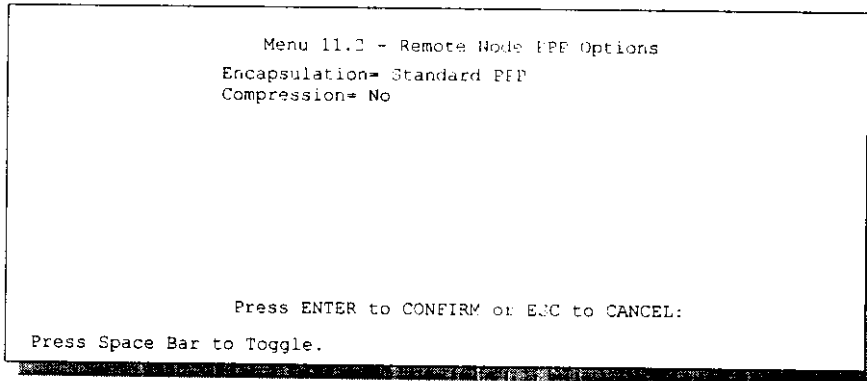 Menu 11.2 - Remote Node PPP Options
Encapsulation= Standard PPP
Compression= No
Press ENTER to CONFIRM or ESC to CANCEL:
Press Space Bar to Toggle.